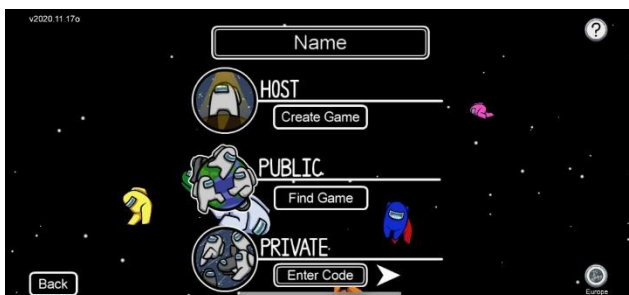 v2020.11.17o
Name
?
HOST
Create Game
PUBLIC
Find Game
PRIVATE
Enter Code
Back
Europe